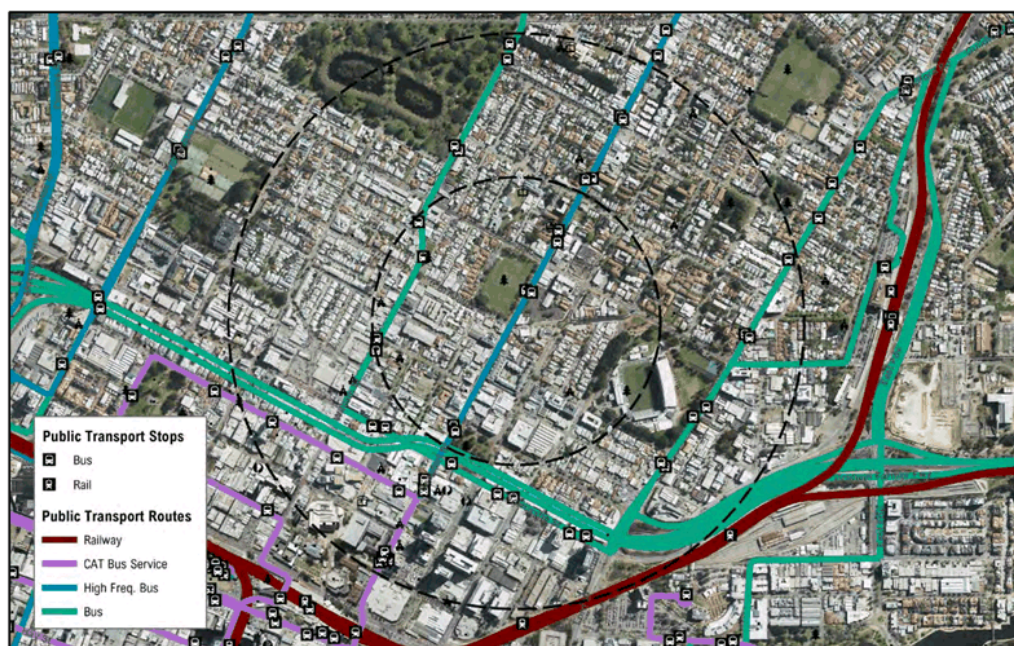 Public Transport Stops
Bus
Rail
Public Transport Routes
Railway
CAT Bus Service
High Freq. Bus
Bus